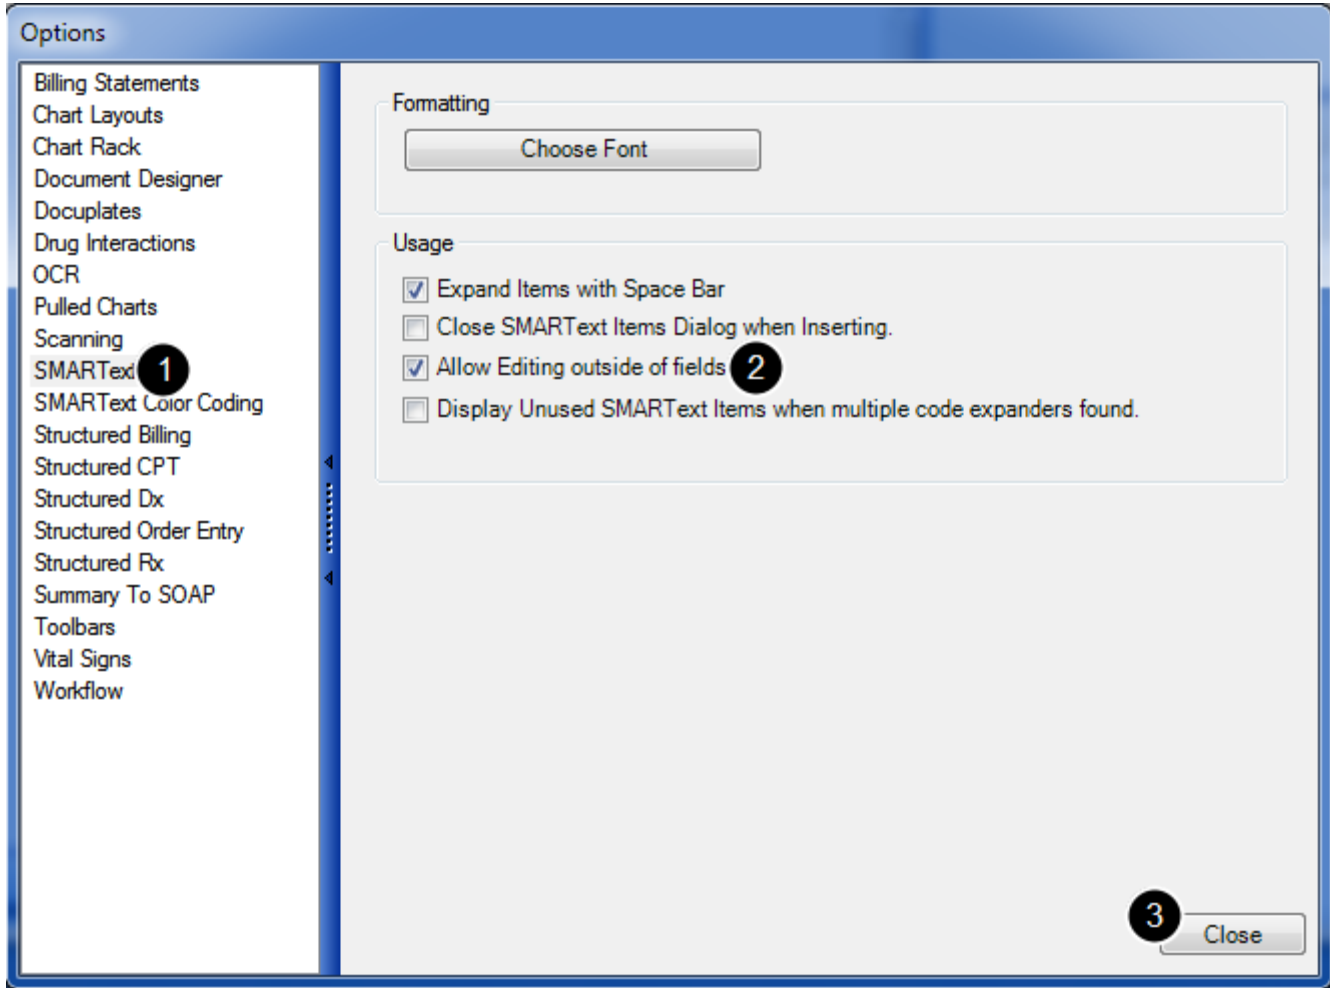 Options
Billing Statements
Chart Layouts
Chart Rack
Document Designer
Docuplates
Drug Interactions
OCR
Pulled Charts
Scanning
SMARText 1
SMARText Color Coding
Structured Billing
Structured CPT
Structured Dx
Structured Order Entry
Structured Rx
Summary To SOAP
Toolbars
Vital Signs
Workflow
Formatting
Choose Font
Usage
Expand Items with Space Bar
Close SMARText Items Dialog when Inserting.
Allow Editing outside of fields 2
Display Unused SMARText Items when multiple code expanders found.
3 Close